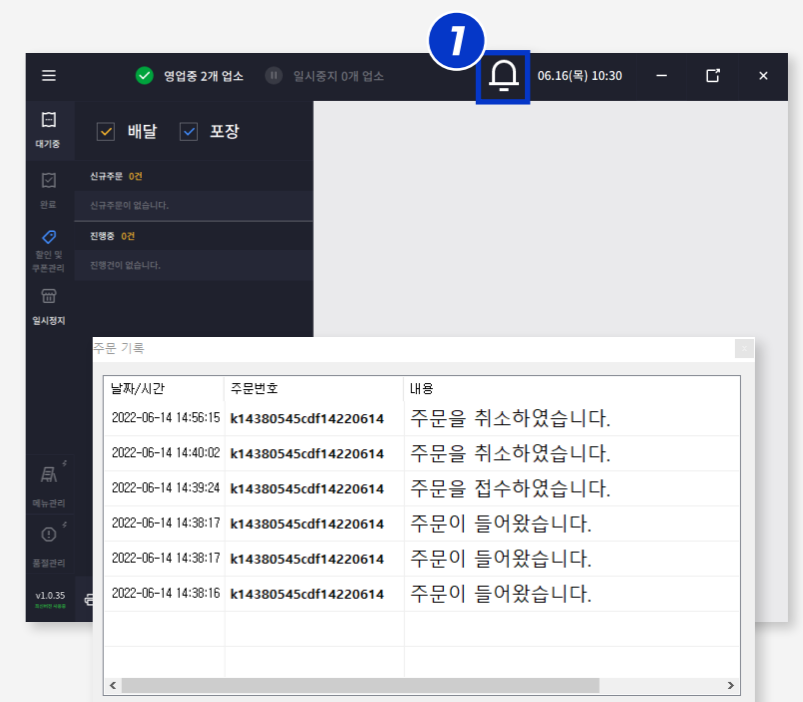 1
영업중 2개 업소 일시중지 0개 업소 06.16(목) 10:30
대기중
배달 포장
완료
신규주문 0건
신규주문이 없습니다.
할인 및
쿠폰관리
진행중 0건
진행건이 없습니다.
일시정지
메뉴관리
품절관리
v1.0.35
주문 기록
날짜/시간 주문번호 내용
2022-06-14 14:56:15 k14380545cdf14220614 주문을 취소하였습니다.
2022-06-14 14:40:02 k14380545cdf14220614 주문을 취소하였습니다.
2022-06-14 14:39:24 k14380545cdf14220614 주문을 접수하였습니다.
2022-06-14 14:38:17 k14380545cdf14220614 주문이 들어왔습니다.
2022-06-14 14:38:17 k14380545cdf14220614 주문이 들어왔습니다.
2022-06-14 14:38:16 k14380545cdf14220614 주문이 들어왔습니다.